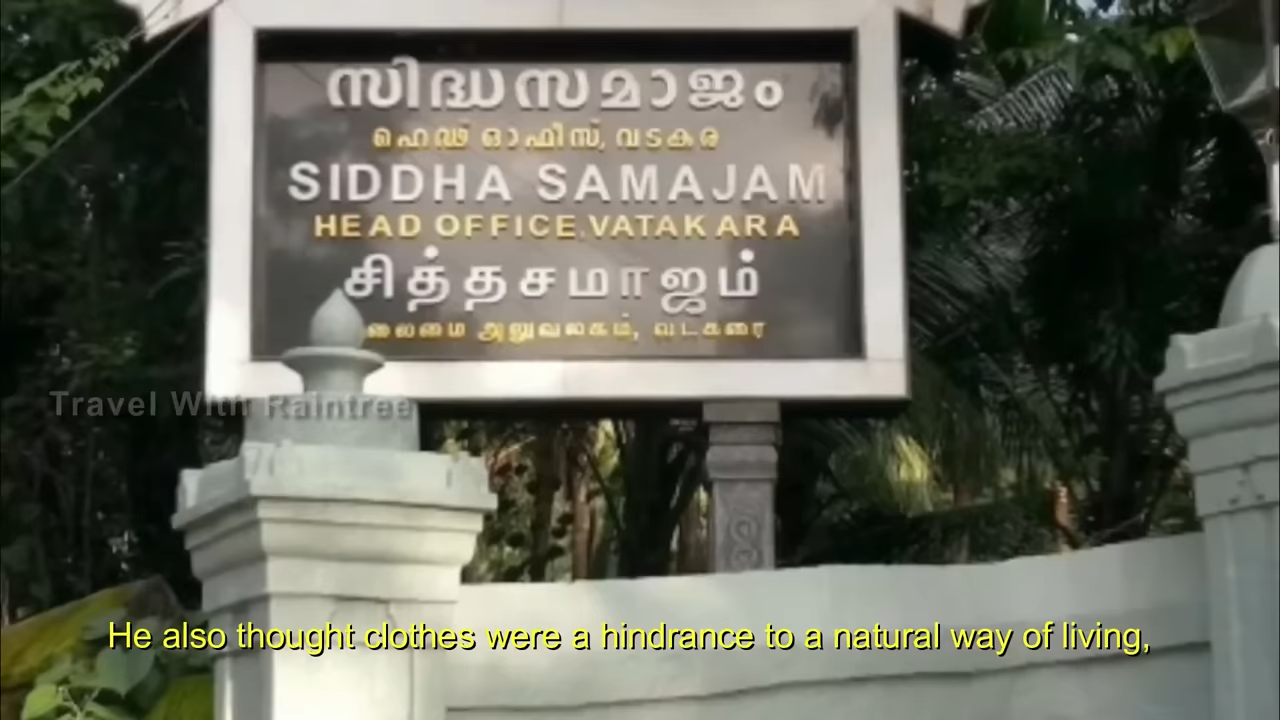 സിദ്ധസമാജം
ഹെഡ് ഓഫീസ്, വടകര
SIDDHA SAMAJAM
HEAD OFFICE, VATAKARA
சித்தசமாஜம்
அலுவலகம், வடகரை
Travel With Raintree
He also thought clothes were a hindrance to a natural way of living,